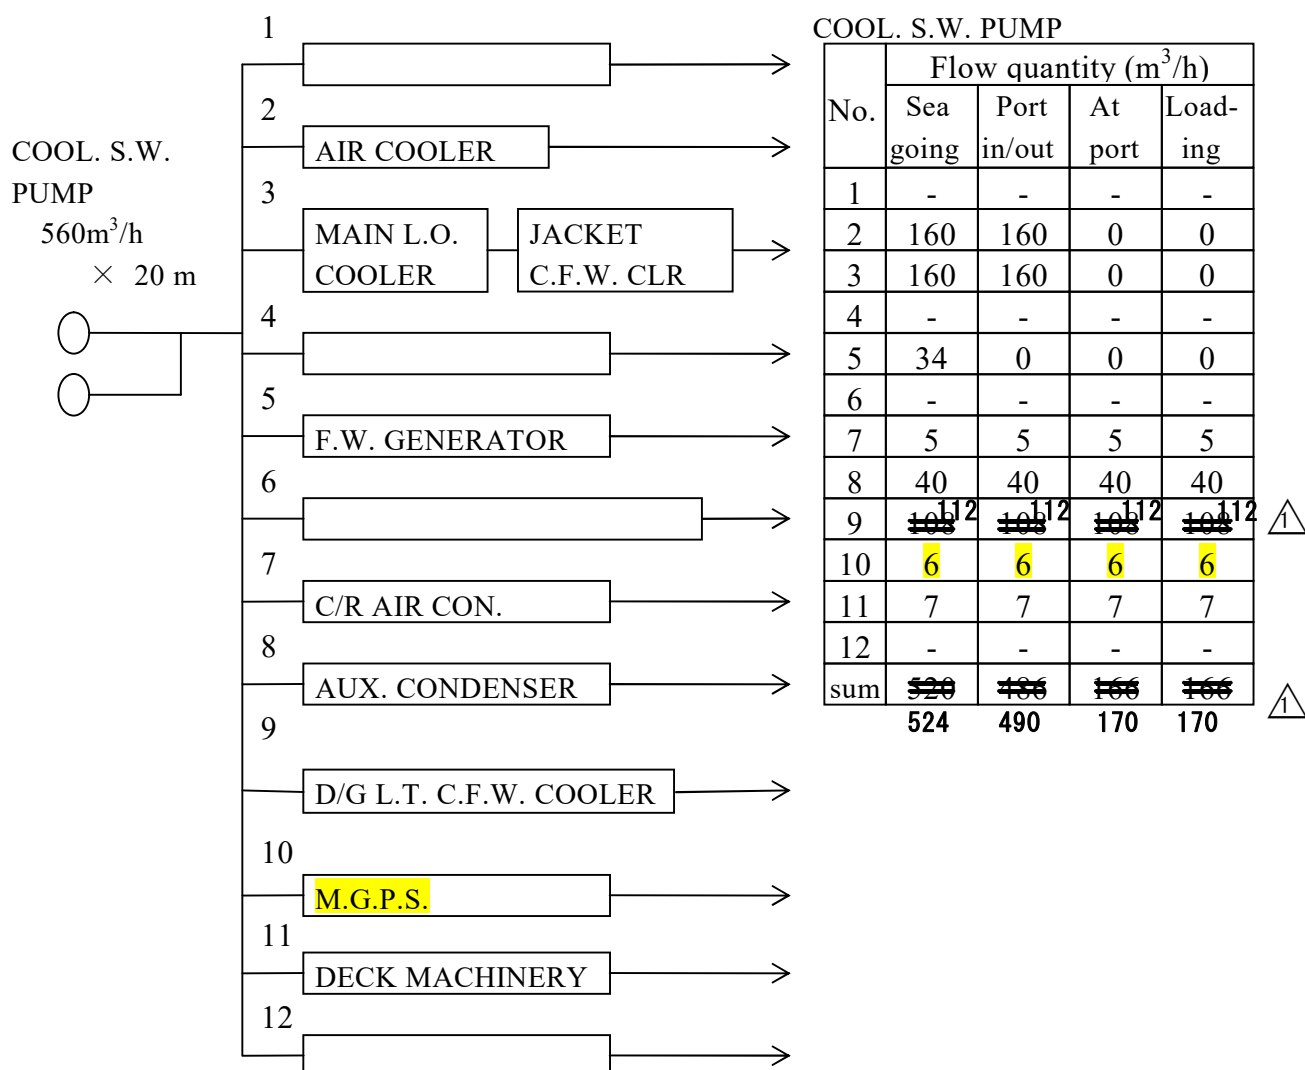 1
2
AIR COOLER
COOL. S.W.
PUMP
560m³/h
× 20 m
3
MAIN L.O.
COOLER
JACKET
C.F.W. CLR
4
5
F.W. GENERATOR
6
7
C/R AIR CON.
8
AUX. CONDENSER
9
D/G L.T. C.F.W. COOLER
10
M.G.P.S.
11
DECK MACHINERY
12
COOL. S.W. PUMP
Flow quantity (m³/h)
No. Sea going Port in/out At port Load-ing
1 - - - -
2 160 160 0 0
3 160 160 0 0
4 - - - -
5 34 0 0 0
6 - - - -
7 5 5 5 5
8 40 40 40 40
9 108 112 108 112 108 112 108 112 1
10 6 6 6 6
11 7 7 7 7
12 - - - -
sum 520 486 166 166 1
524 490 170 170